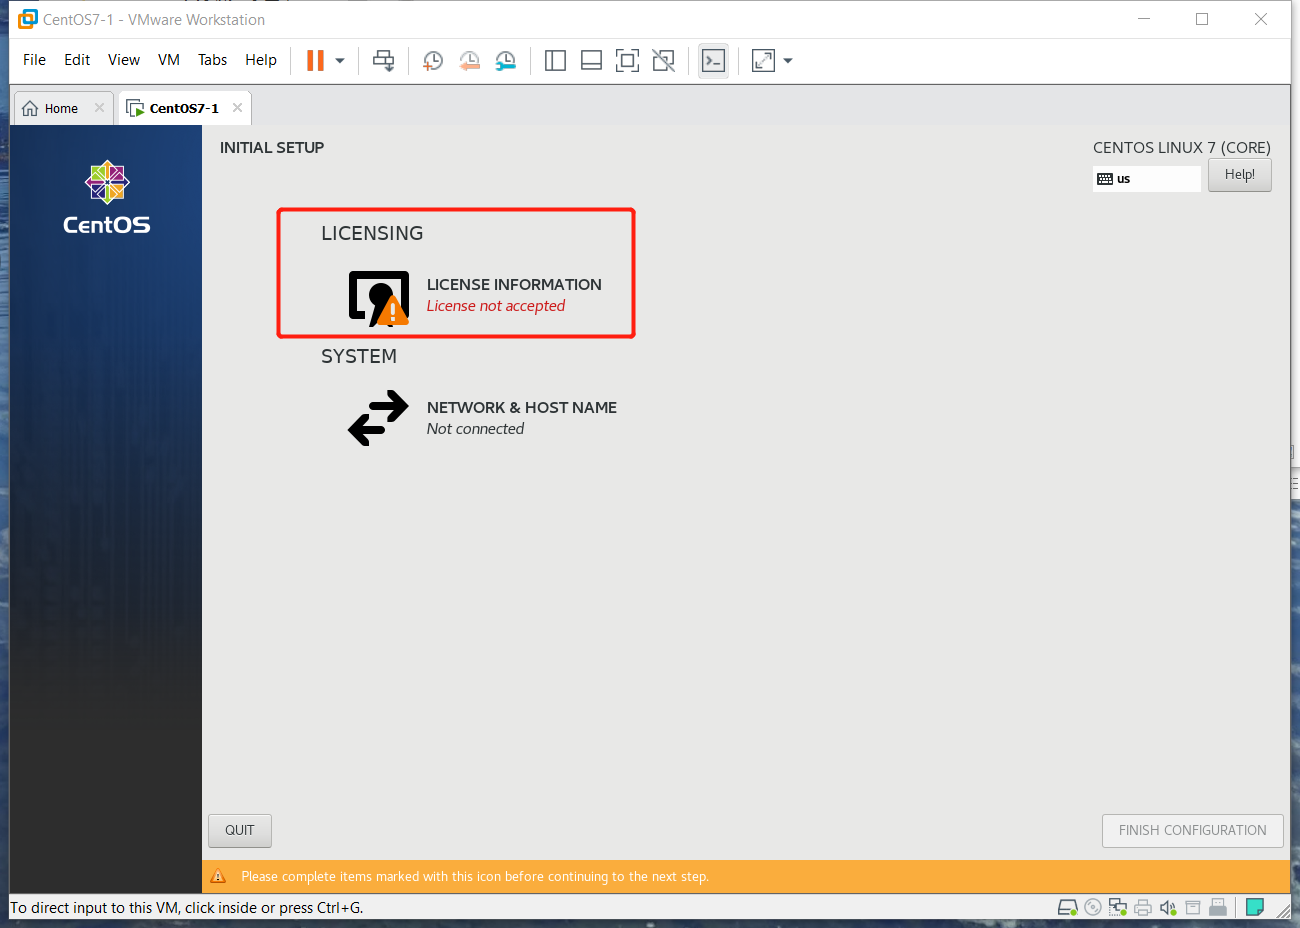 CentOS7-1 - VMware Workstation
File Edit View VM Tabs Help
Home CentOS7-1
CentOS
INITIAL SETUP
CENTOS LINUX 7 (CORE)
us
Help!
LICENSING
LICENSE INFORMATION
License not accepted
SYSTEM
NETWORK & HOST NAME
Not connected
QUIT
FINISH CONFIGURATION
Please complete items marked with this icon before continuing to the next step.
To direct input to this VM, click inside or press Ctrl+G.